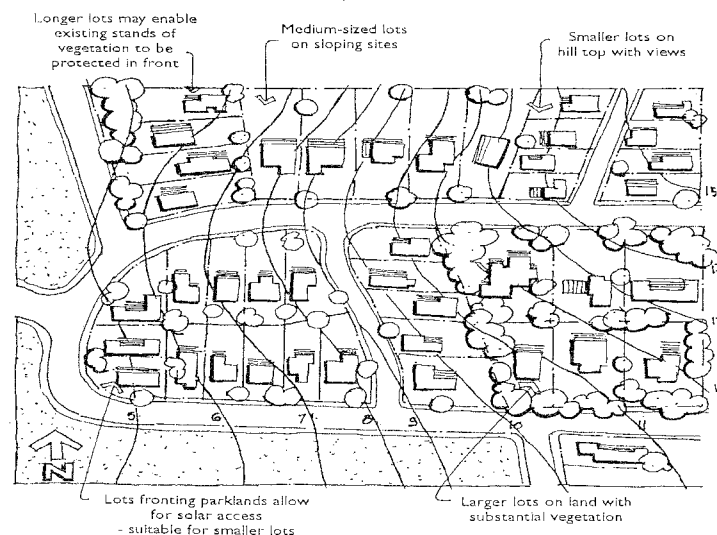 Longer lots may enable
existing stands of
vegetation to be
protected in front
Medium-sized lots
on sloping sites
Smaller lots on
hill top with views
15
5
6
7
8
9
10
11
N
Lots fronting parklands allow
for solar access
- suitable for smaller lots
Larger lots on land with
substantial vegetation